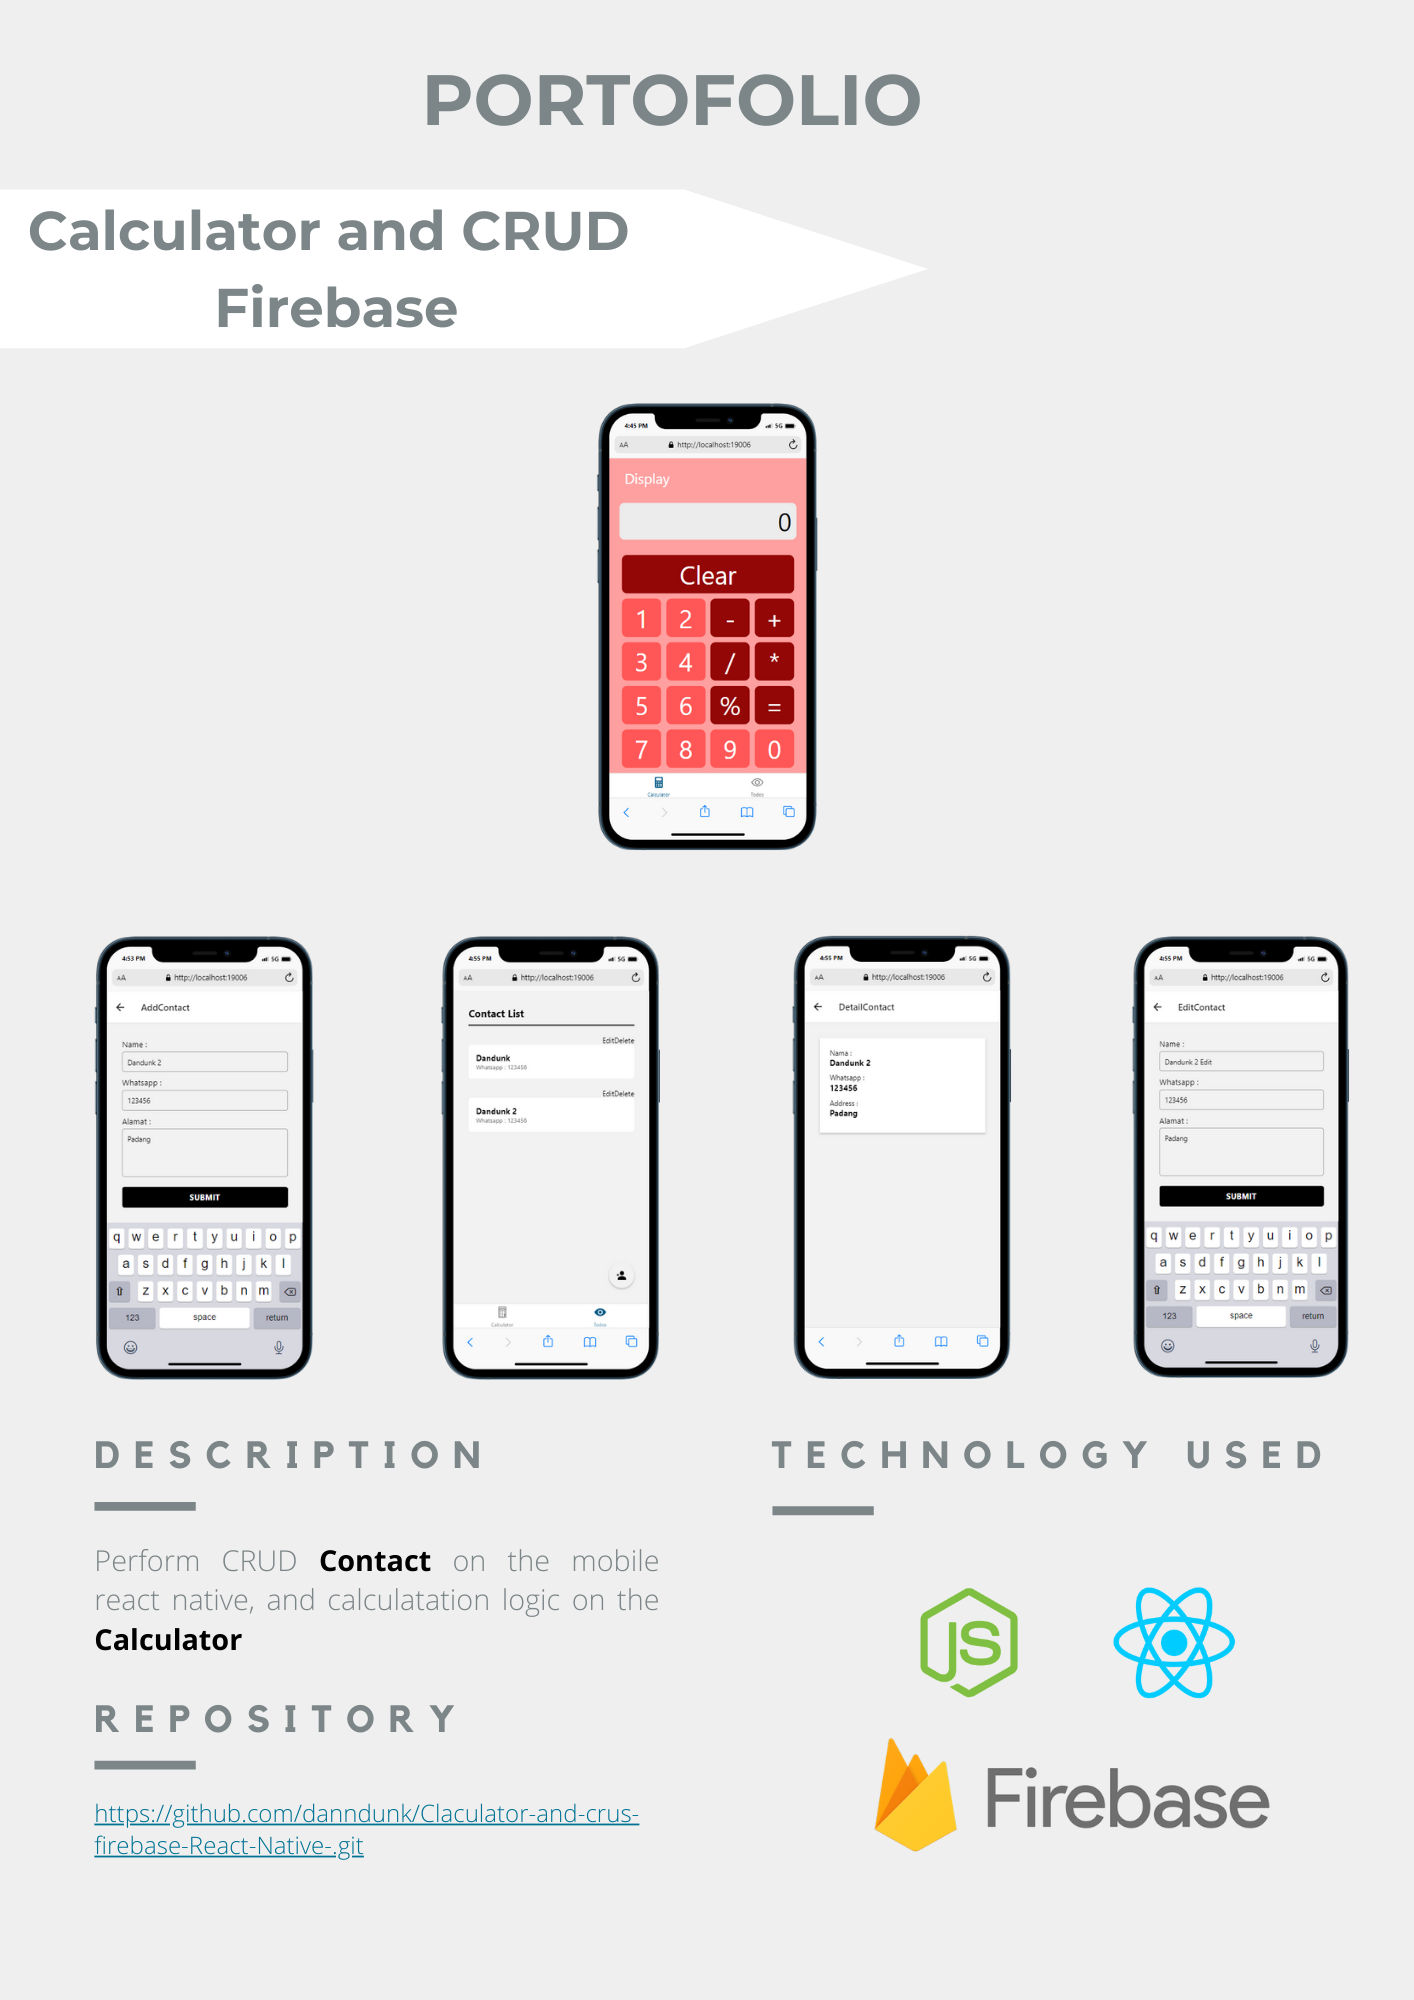 PORTOFOLIO
Calculator and CRUD
Firebase
4:45 PM
5G
AA
http://localhost:19006
Display
0
Clear
1 2 - +
3 4 / *
5 6 % =
7 8 9 0
Calculator
Todos
4:53 PM
5G
AA
http://localhost:19006
AddContact
Name :
Dandunk 2
Whatsapp :
123456
Alamat :
Padang
SUBMIT
q w e r t y u i o p
a s d f g h j k l
z x c v b n m
123 space return
4:55 PM
5G
AA
http://localhost:19006
Contact List
EditDelete
Dandunk
Whatsapp : 123456
EditDelete
Dandunk 2
Whatsapp : 123456
Calculator
Todos
4:55 PM
5G
AA
http://localhost:19006
DetailContact
Nama :
Dandunk 2
Whatsapp :
123456
Address :
Padang
4:55 PM
5G
AA
http://localhost:19006
EditContact
Name :
Dandunk 2 Edit
Whatsapp :
123456
Alamat :
Padang
SUBMIT
q w e r t y u i o p
a s d f g h j k l
z x c v b n m
123 space return
DESCRIPTION
Perform CRUD Contact on the mobile
react native, and calculatation logic on the
Calculator
REPOSITORY
https://github.com/danndunk/Claculator-and-crus-
firebase-React-Native-.git
TECHNOLOGY USED
JS
Firebase